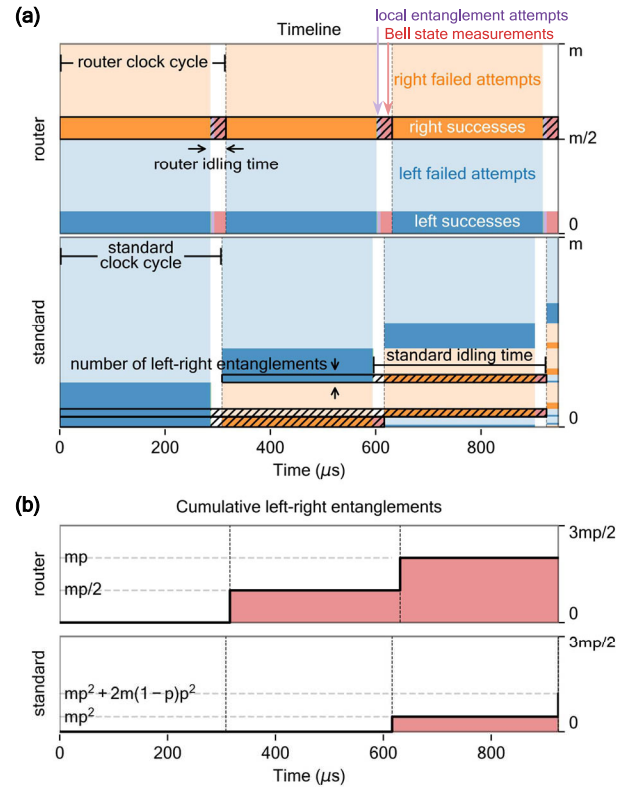 (a)
Timeline
local entanglement attempts
Bell state measurements
router
router clock cycle
right failed attempts
right successes
router idling time
left failed attempts
left successes
m
m/2
0
standard
standard
clock cycle
number of left-right entanglements
standard idling time
m
0
0 200 400 600 800
Time (μs)
(b)
Cumulative left-right entanglements
router
mp
mp/2
3mp/2
0
standard
mp² + 2m(1 − p)p²
mp²
3mp/2
0
0 200 400 600 800
Time (μs)